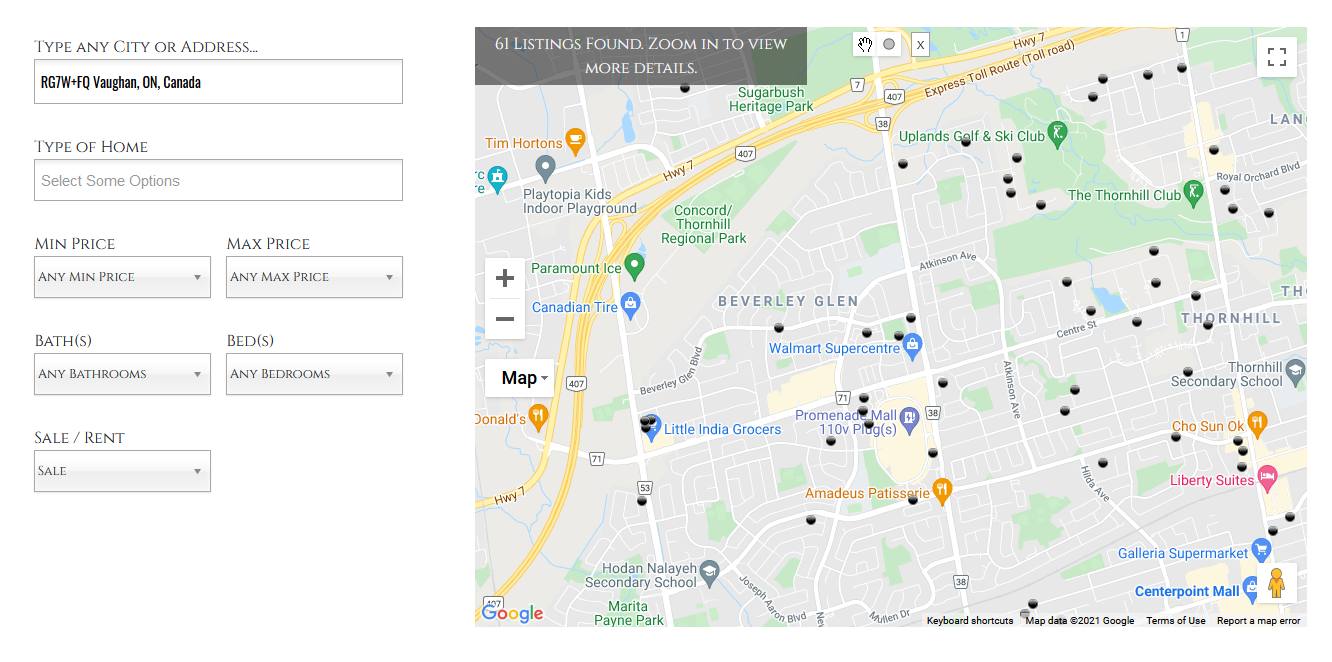 Type any City or Address...
RG7W+FQ Vaughan, ON, Canada
Type of Home
Select Some Options
Min Price
Max Price
Any Min Price
Any Max Price
Bath(s)
Bed(s)
Any Bathrooms
Any Bedrooms
Sale / Rent
Sale
61 Listings Found. Zoom in to view
more details.
X
1
Hwy 7
Express Toll Route (Toll road)
7
407
38
Sugarbush
Heritage Park
LAN
Uplands Golf & Ski Club
Tim Hortons
407
Hwy 7
Royal Orchard Blvd
rc
re
Playtopia Kids
Indoor Playground
The Thornhill Club
Concord/
Thornhill
Regional Park
Atkinson Ave
Paramount Ice
Canadian Tire
BEVERLEY GLEN
TH
THORNHILL
Centre St
Walmart Supercentre
Beverley Glen Blvd
Map
407
Atkinson Ave
Thornhill
Secondary School
71
Donald's
Promenade Mall
110v Plug(s)
38
Little India Grocers
Cho Sun Ok
71
53
Hilda Ave
Liberty Suites
Hwy 7
Amadeus Patisserie
Galleria Supermarket
Hodan Nalayeh
Secondary School
Joseph Aaron Blvd
38
Centerpoint Mall
407
Google
Marita
Payne Park
New
Mullen Dr
Keyboard shortcuts
Map data ©2021 Google
Terms of Use
Report a map error